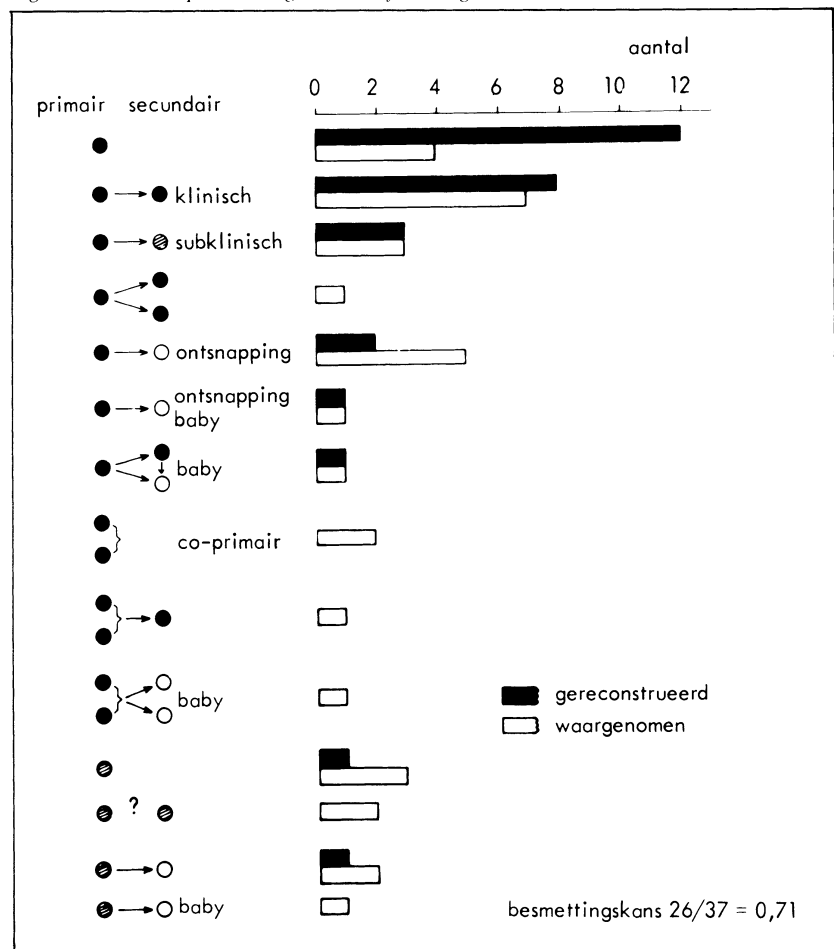 aantal
0 2 4 6 8 10 12
primair secundair
klinisch
subklinisch
ontsnapping
ontsnapping
baby
baby
co-primair
baby
gereconstrueerd
waargenomen
?
baby
besmettingskans 26/37 = 0,71